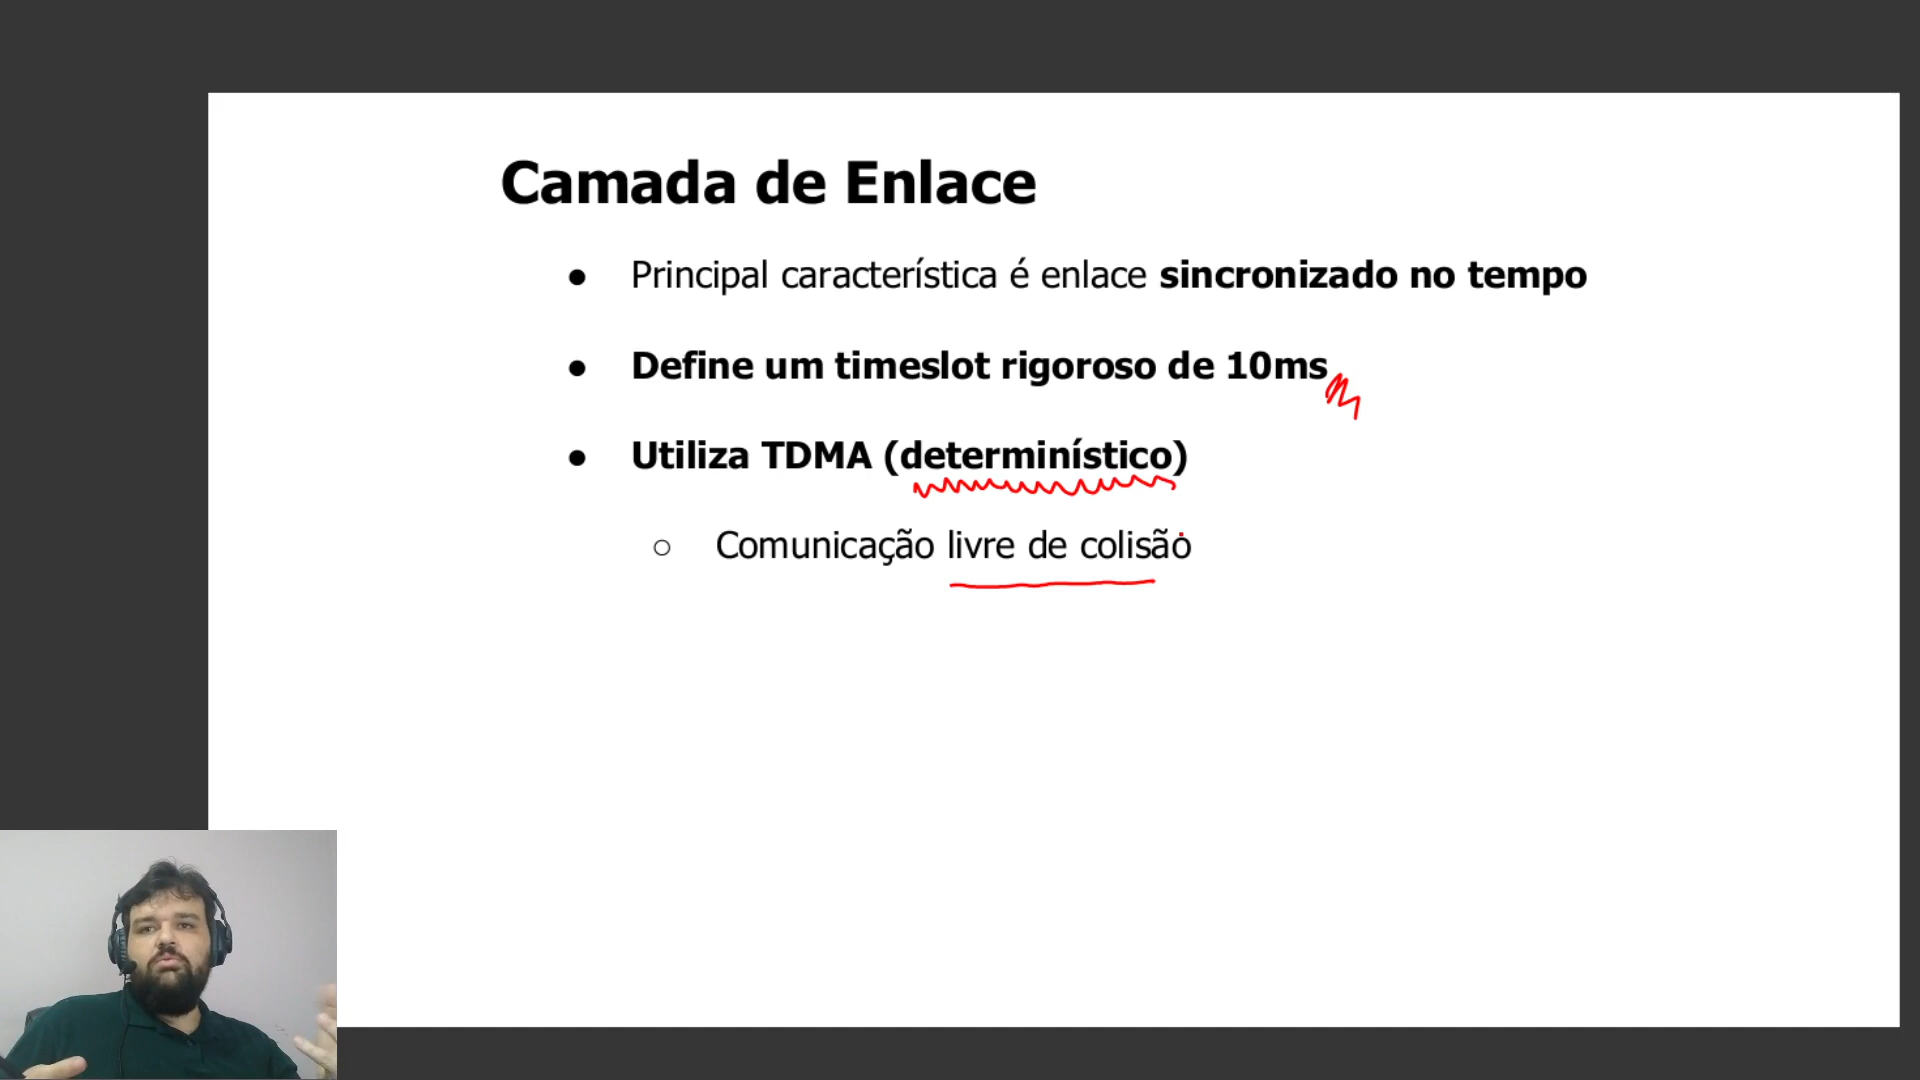 Camada de Enlace
● Principal característica é enlace sincronizado no tempo
● Define um timeslot rigoroso de 10ms
● Utiliza TDMA (determinístico)
○ Comunicação livre de colisão